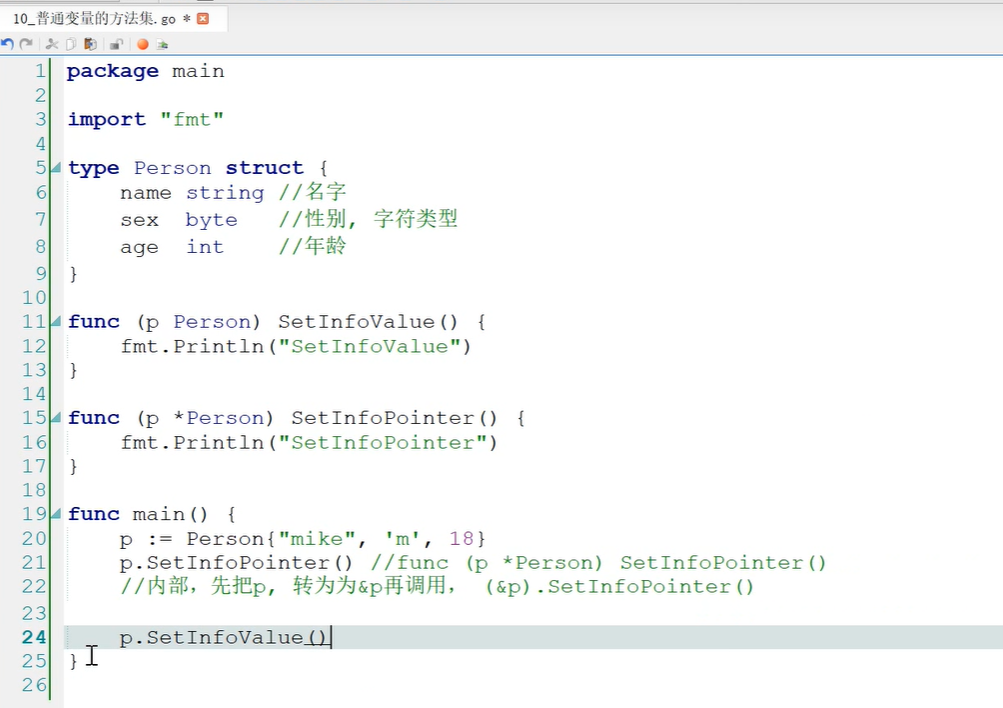 10_普通变量的方法集.go *
1 package main
2
3 import "fmt"
4
5 type Person struct {
6 name string //名字
7 sex byte //性别, 字符类型
8 age int //年龄
9 }
10
11 func (p Person) SetInfoValue() {
12 fmt.Println("SetInfoValue")
13 }
14
15 func (p *Person) SetInfoPointer() {
16 fmt.Println("SetInfoPointer")
17 }
18
19 func main() {
20 p := Person{"mike", 'm', 18}
21 p.SetInfoPointer() //func (p *Person) SetInfoPointer()
22 //内部，先把p, 转为为&p再调用， (&p).SetInfoPointer()
23
24 p.SetInfoValue()
25 }
26